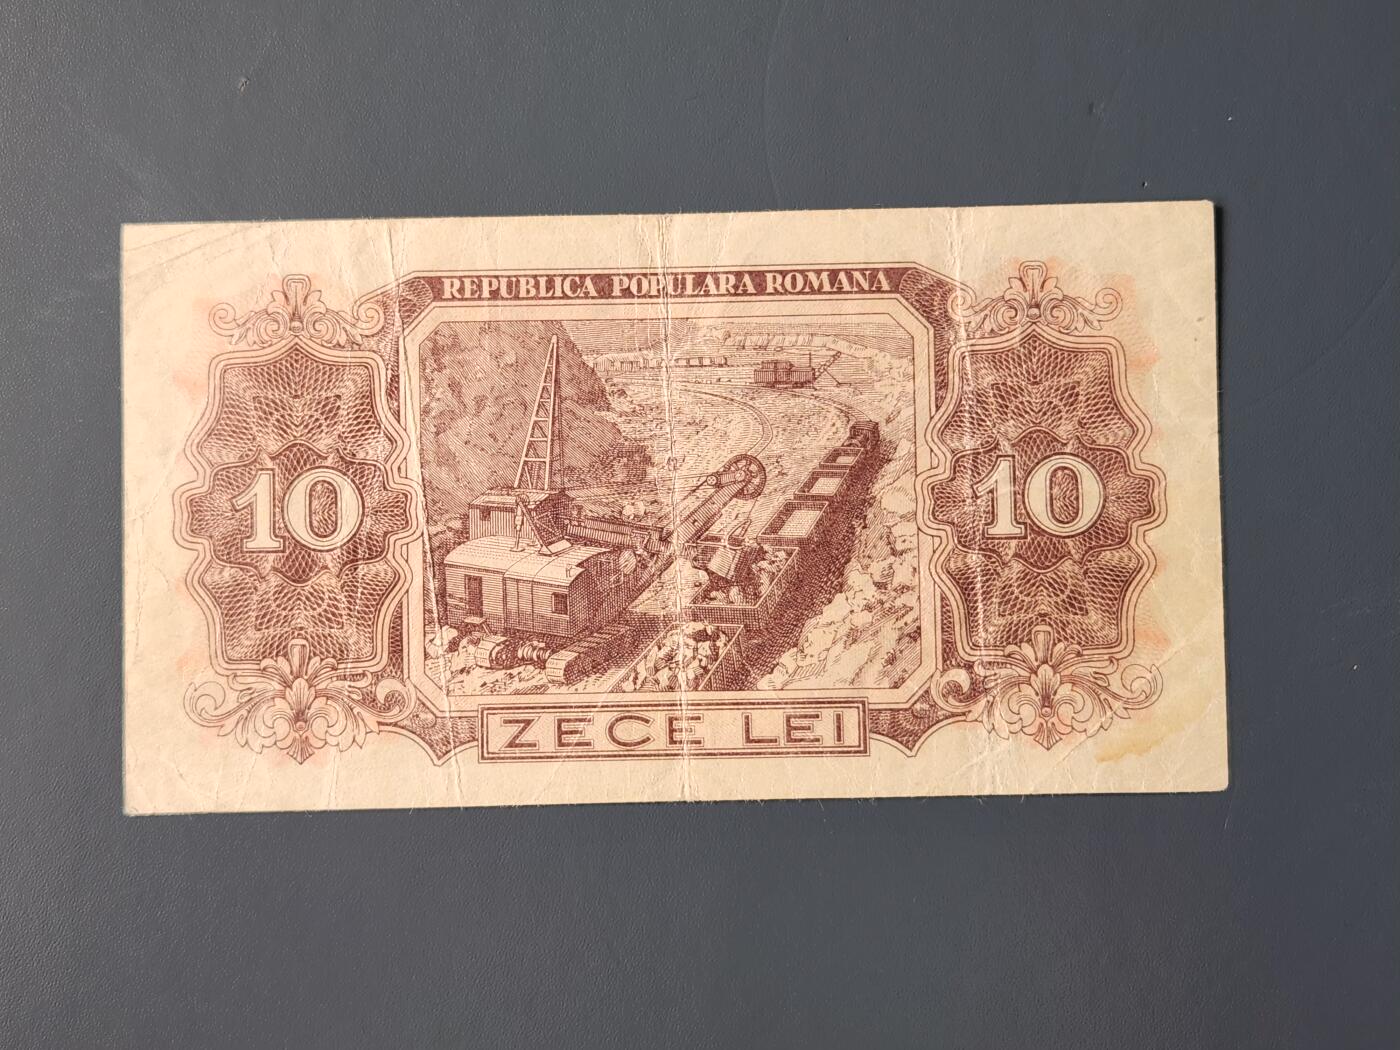 REPUBLICA POPULARA ROMANA
10
10
ZECE LEI